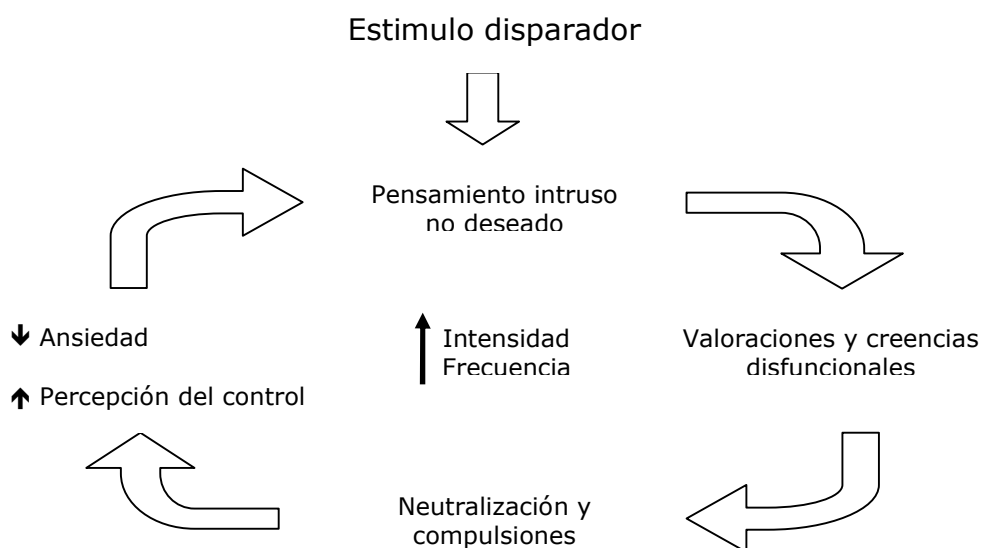 Estimulo disparador
Pensamiento intruso
no deseado
Ansiedad
Percepción del control
Intensidad
Frecuencia
Valoraciones y creencias
disfuncionales
Neutralización y
compulsiones